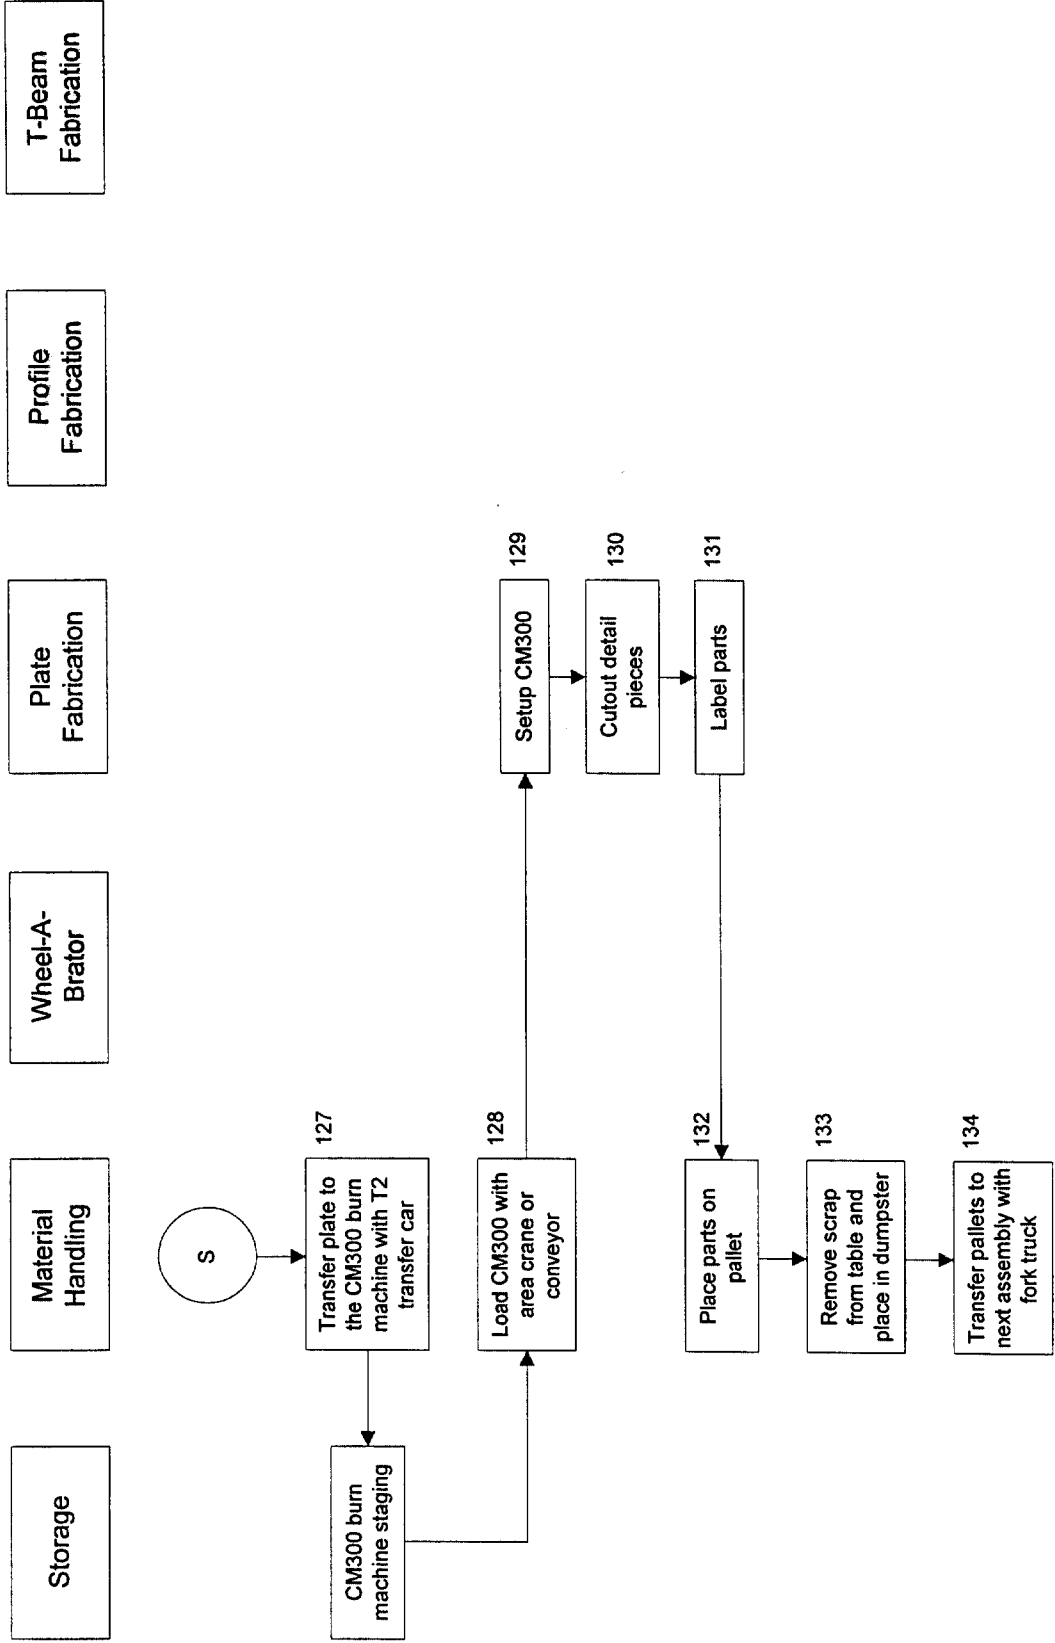 Storage
Material
Handling
Wheel-A-
Brator
Plate
Fabrication
Profile
Fabrication
T-Beam
Fabrication
S
127
Transfer plate to
the CM300 burn
machine with T2
transfer car
CM300 burn
machine staging
128
Load CM300 with
area crane or
conveyor
129
Setup CM300
130
Cutout detail
pieces
131
Label parts
132
Place parts on
pallet
133
Remove scrap
from table and
place in dumpster
134
Transfer pallets to
next assembly with
fork truck